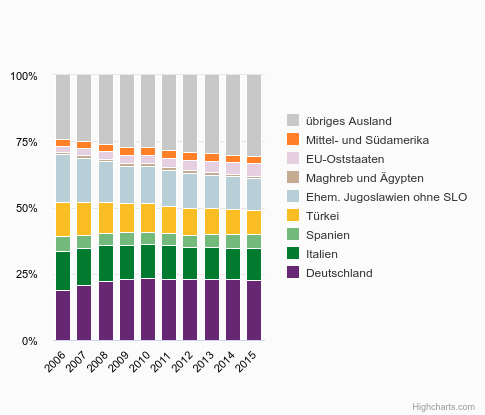 100%
75%
50%
25%
0%
2006
2007
2008
2009
2010
2011
2012
2013
2014
2015
übriges Ausland
Mittel- und Südamerika
EU-Oststaaten
Maghreb und Ägypten
Ehem. Jugoslawien ohne SLO
Türkei
Spanien
Italien
Deutschland
Highcharts.com